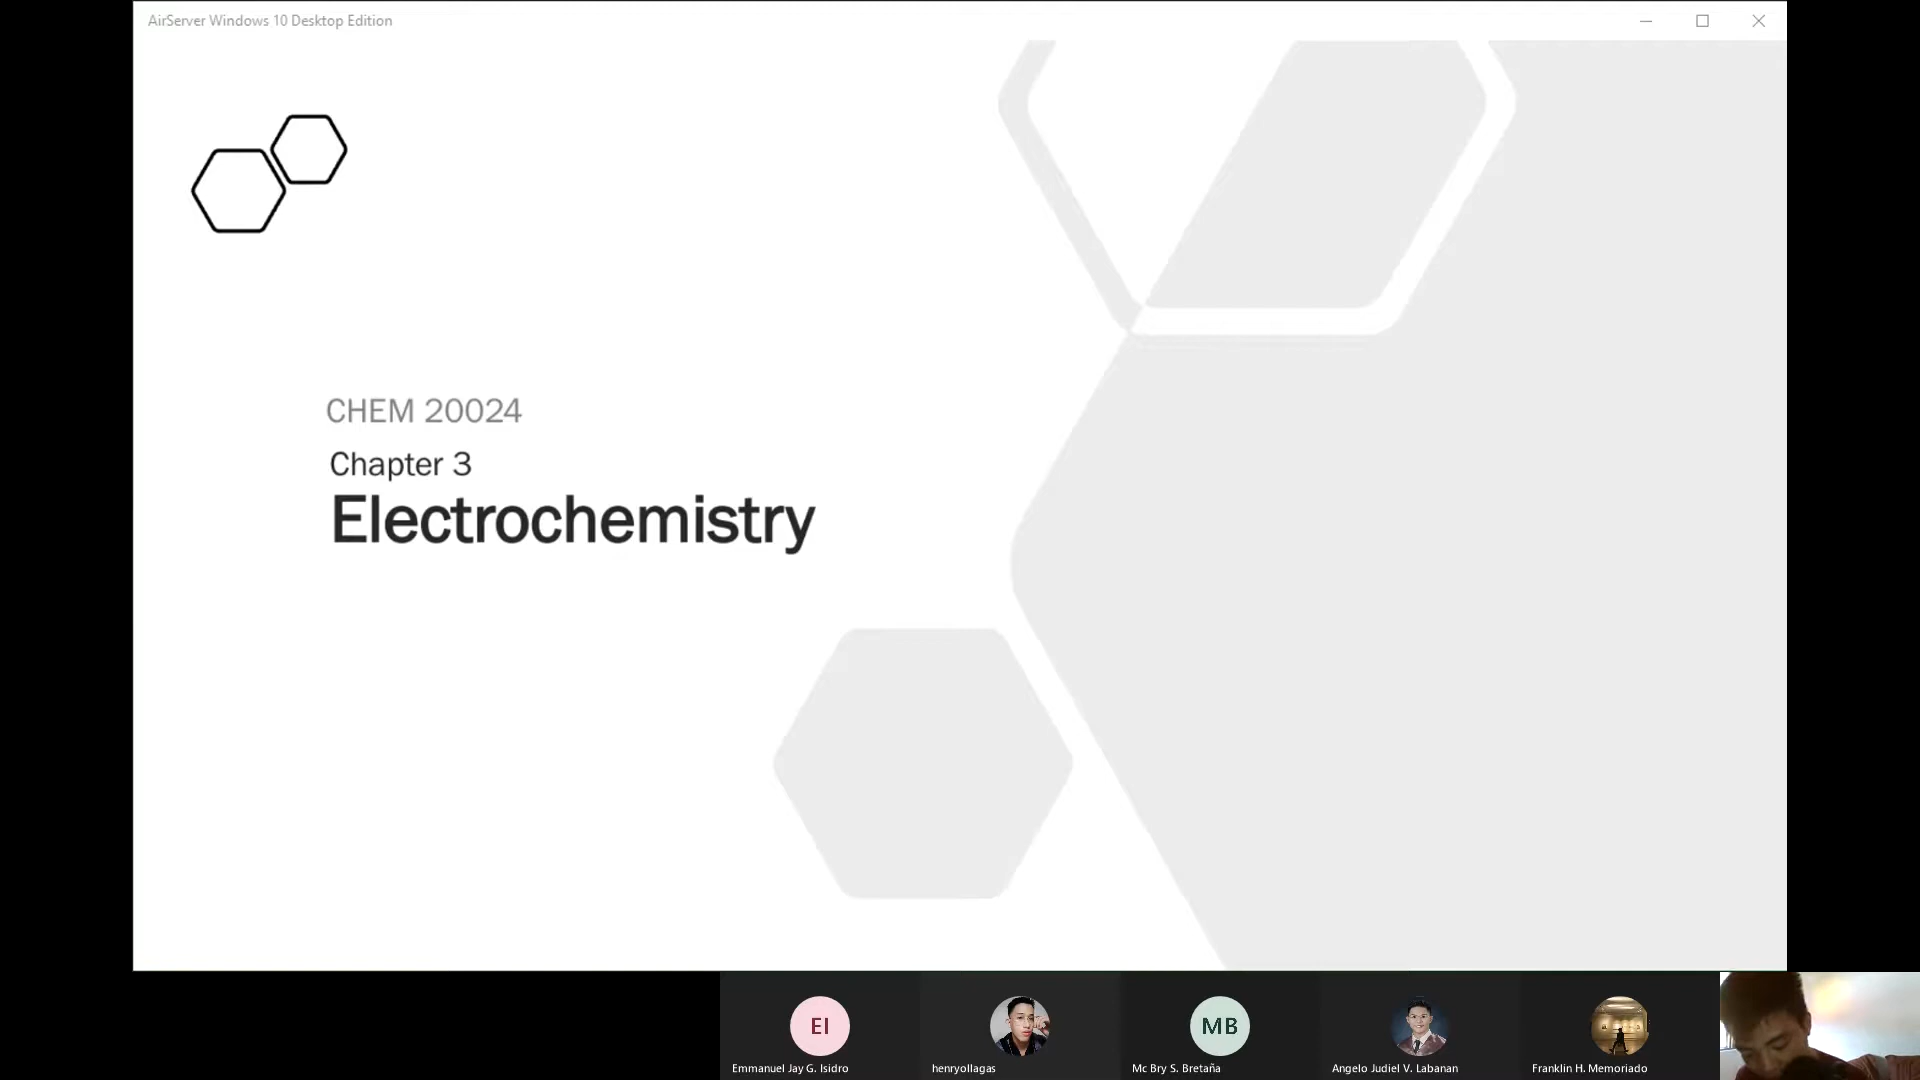 AirServer Windows 10 Desktop Edition
CHEM 20024
Chapter 3
Electrochemistry
EI
MB
Emmanuel Jay G. Isidro
henryollagas
Mc Bry S. Bretaña
Angelo Judiel V. Labanan
Franklin H. Memoriado